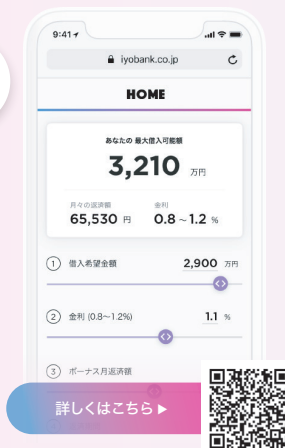 9:41
iyobank.co.jp
HOME
あなたの 最大借入可能額
3,210 万円
月々の返済額 金利
65,530 円 0.8~1.2 %
1 借入希望金額 2,900 万円
2 金利 (0.8~1.2%) 1.1 %
3 ボーナス月返済額
詳しくはこちら▶